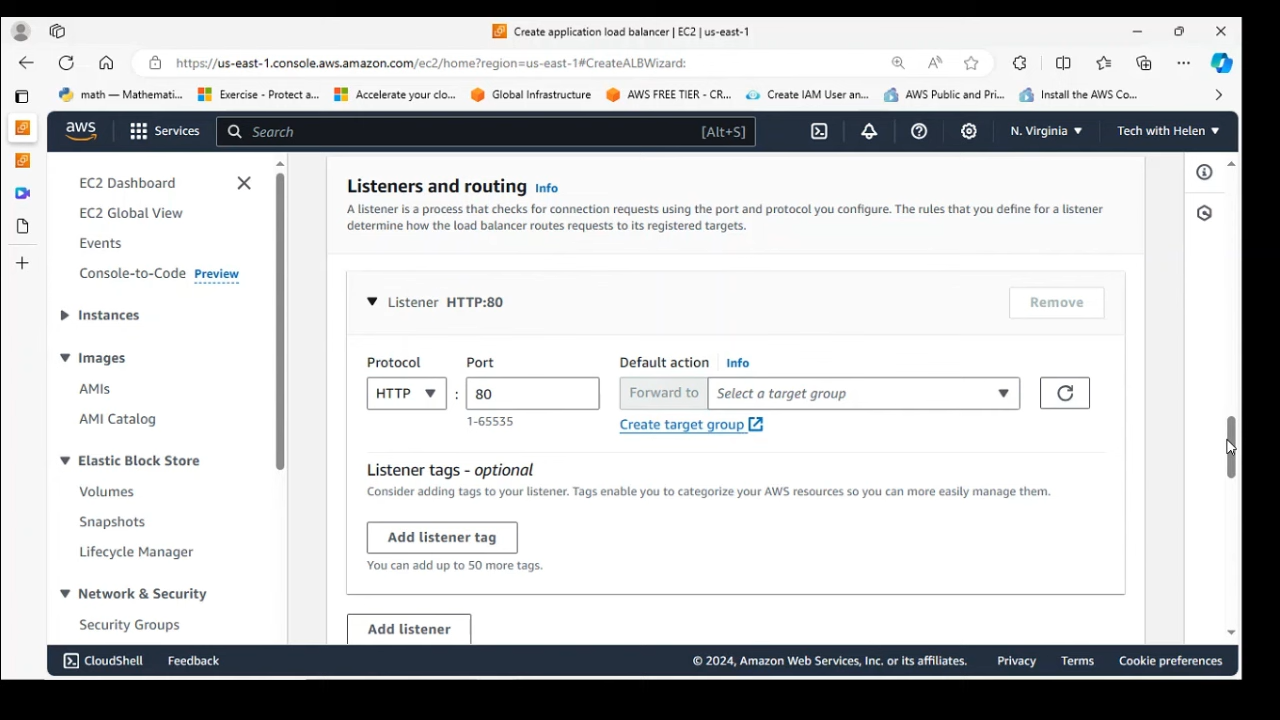 Create application load balancer | EC2 | us-east-1
https://us-east-1.console.aws.amazon.com/ec2/home?region=us-east-1#CreateALBWizard:
math — Mathemati...
Exercise - Protect a...
Accelerate your clo...
Global Infrastructure
AWS FREE TIER - CR...
Create IAM User an...
AWS Public and Pri...
Install the AWS Co...
aws
Services
Search [Alt+S]
N. Virginia
Tech with Helen
EC2 Dashboard
EC2 Global View
Events
Console-to-Code Preview
Instances
Images
AMIs
AMI Catalog
Elastic Block Store
Volumes
Snapshots
Lifecycle Manager
Network & Security
Security Groups
Listeners and routing Info
A listener is a process that checks for connection requests using the port and protocol you configure. The rules that you define for a listener
determine how the load balancer routes requests to its registered targets.
Listener HTTP:80
Remove
Protocol
Port
Default action Info
HTTP
:
80
Forward to
Select a target group
1-65535
Create target group
Listener tags - optional
Consider adding tags to your listener. Tags enable you to categorize your AWS resources so you can more easily manage them.
Add listener tag
You can add up to 50 more tags.
Add listener
CloudShell
Feedback
© 2024, Amazon Web Services, Inc. or its affiliates.
Privacy
Terms
Cookie preferences